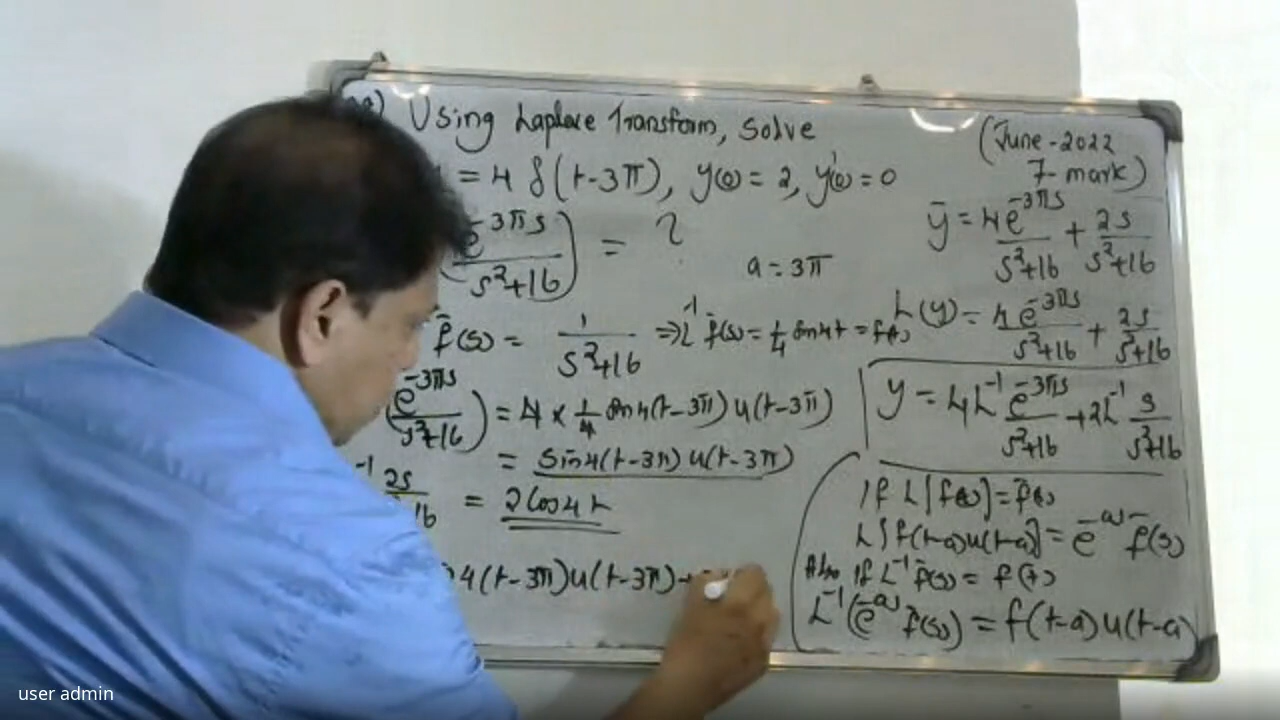 Using Laplace Transform, Solve
(June-2022
7-mark)
= 4 δ(t-3π), y(0) = 2, y'(0) = 0
ȳ = 4e^{-3πs}/(s²+16) + 2s/(s²+16)
e^{-3πs}/(s²+16)) = ?
a = 3π
f̄(s) = 1/(s²+16) ⇒ L⁻¹ f̄(s) = 1/4 sin4t = f(t)
L(y) = 4e^{-3πs}/(s²+16) + 2s/(s²+16)
e^{-3πs}/(s²+16)) = 4 × 1/4 sin4(t-3π) u(t-3π)
y = 4L⁻¹ e^{-3πs}/(s²+16) + 2L⁻¹ s/(s²+16)
= sin4(t-3π) u(t-3π)
⁻¹ 2s = 2cos4t
If L[f(t)] = f̄(s)
L[f(t-a)u(t-a)] = e^{-as} f̄(s)
4(t-3π)u(t-3π)+
Also if L⁻¹ f̄(s) = f(t)
L⁻¹(e^{-as} f̄(s)) = f(t-a)u(t-a)
user admin